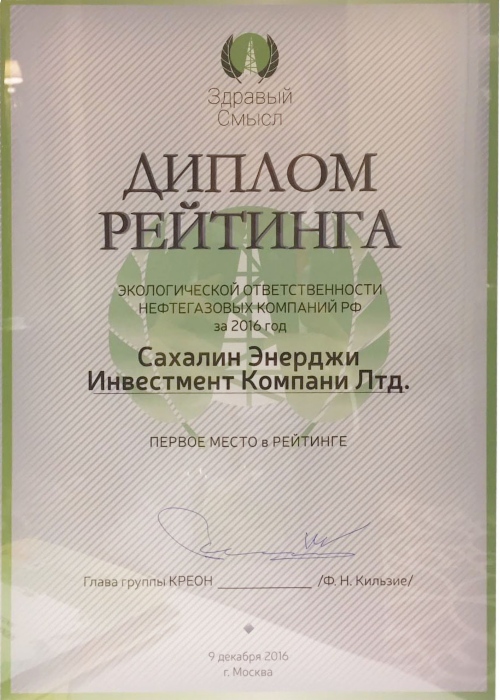 Здравый
Смысл
ДИПЛОМ
РЕЙТИНГА
ЭКОЛОГИЧЕСКОЙ ОТВЕТСТВЕННОСТИ
НЕФТЕГАЗОВЫХ КОМПАНИЙ РФ
за 2016 год
Сахалин Энерджи
Инвестмент Компани Лтд.
ПЕРВОЕ МЕСТО в РЕЙТИНГЕ
Глава группы КРЕОН ____________ /Ф. Н. Кильзие/
9 декабря 2016
г. Москва